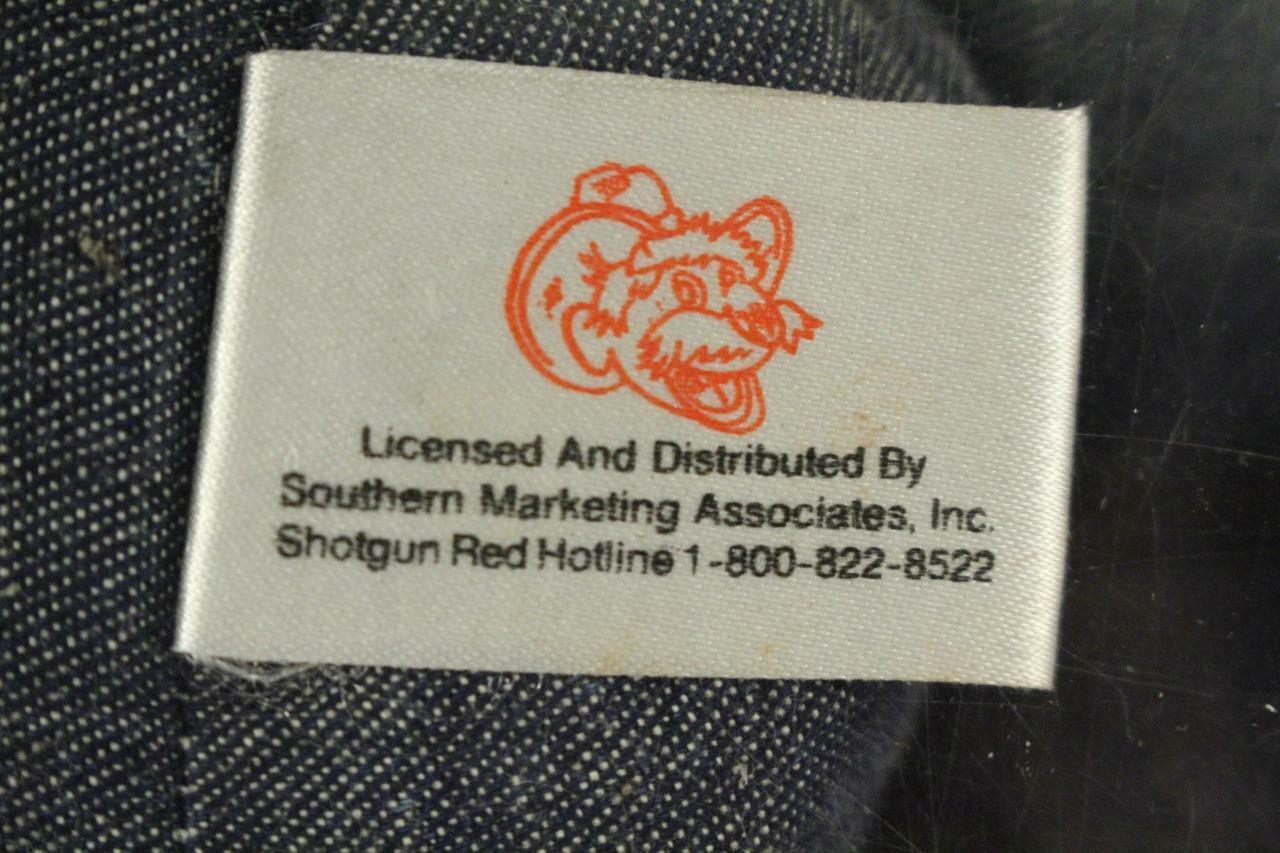 Licensed And Distributed By
Southern Marketing Associates, Inc.
Shotgun Red Hotline 1-800-822-8522